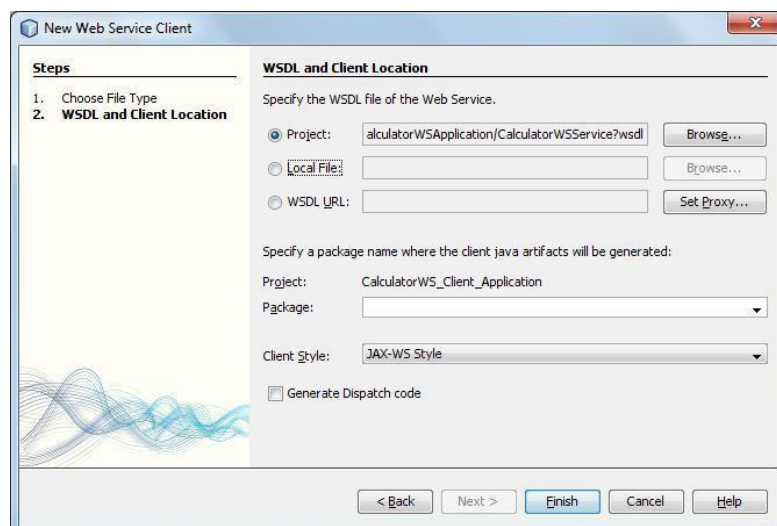 New Web Service Client
Steps
1. Choose File Type
2. WSDL and Client Location
WSDL and Client Location
Specify the WSDL file of the Web Service.
Project: alculatorWSApplication/CalculatorWSService?wsdl Browse...
Local File: Browse...
WSDL URL: Set Proxy...
Specify a package name where the client java artifacts will be generated:
Project: CalculatorWS_Client_Application
Package:
Client Style: JAX-WS Style
Generate Dispatch code
< Back Next > Finish Cancel Help